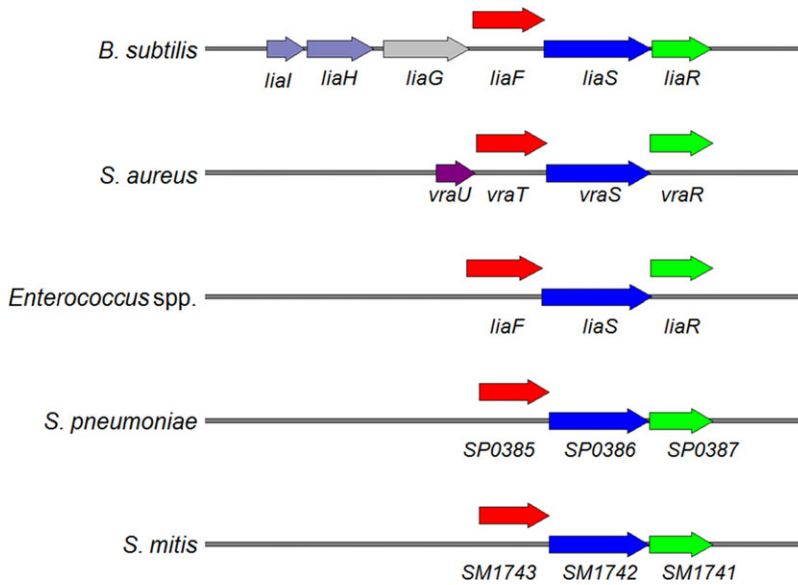 B. subtilis
liaI liaH liaG liaF liaS liaR
S. aureus
vraU vraT vraS vraR
Enterococcus spp.
liaF liaS liaR
S. pneumoniae
SP0385 SP0386 SP0387
S. mitis
SM1743 SM1742 SM1741